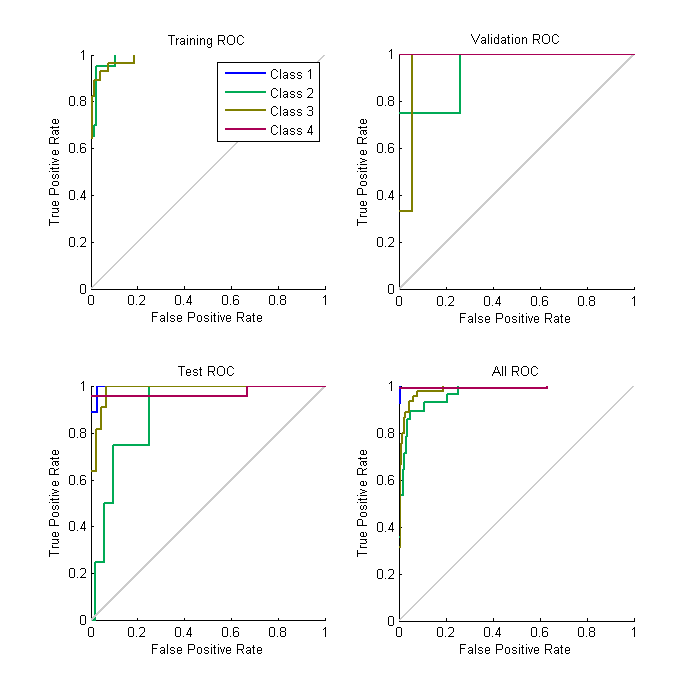 Training ROC
1
0.8
0.6
0.4
0.2
0
True Positive Rate
Class 1
Class 2
Class 3
Class 4
0 0.2 0.4 0.6 0.8 1
False Positive Rate
Validation ROC
1
0.8
0.6
0.4
0.2
0
True Positive Rate
0 0.2 0.4 0.6 0.8 1
False Positive Rate
Test ROC
1
0.8
0.6
0.4
0.2
0
True Positive Rate
0 0.2 0.4 0.6 0.8 1
False Positive Rate
All ROC
1
0.8
0.6
0.4
0.2
0
True Positive Rate
0 0.2 0.4 0.6 0.8 1
False Positive Rate